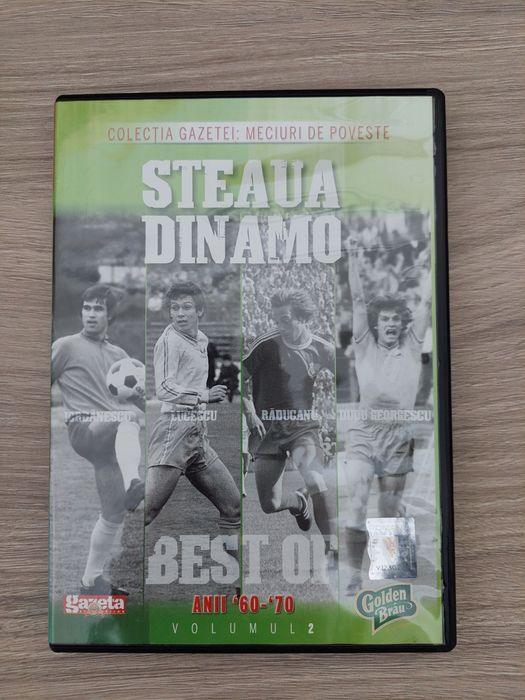 COLECȚIA GAZETEI: MECIURI DE POVESTE
STEAUA
DINAMO
IORDĂNESCU LUCESCU RĂDUCANU DUDU GEORGESCU
BEST OF
ANII '60-'70
VOLUMUL 2
gazeta
Golden
Bräu